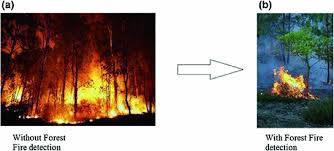 (a)
(b)
Without Forest
Fire detection
With Forest Fire
detection